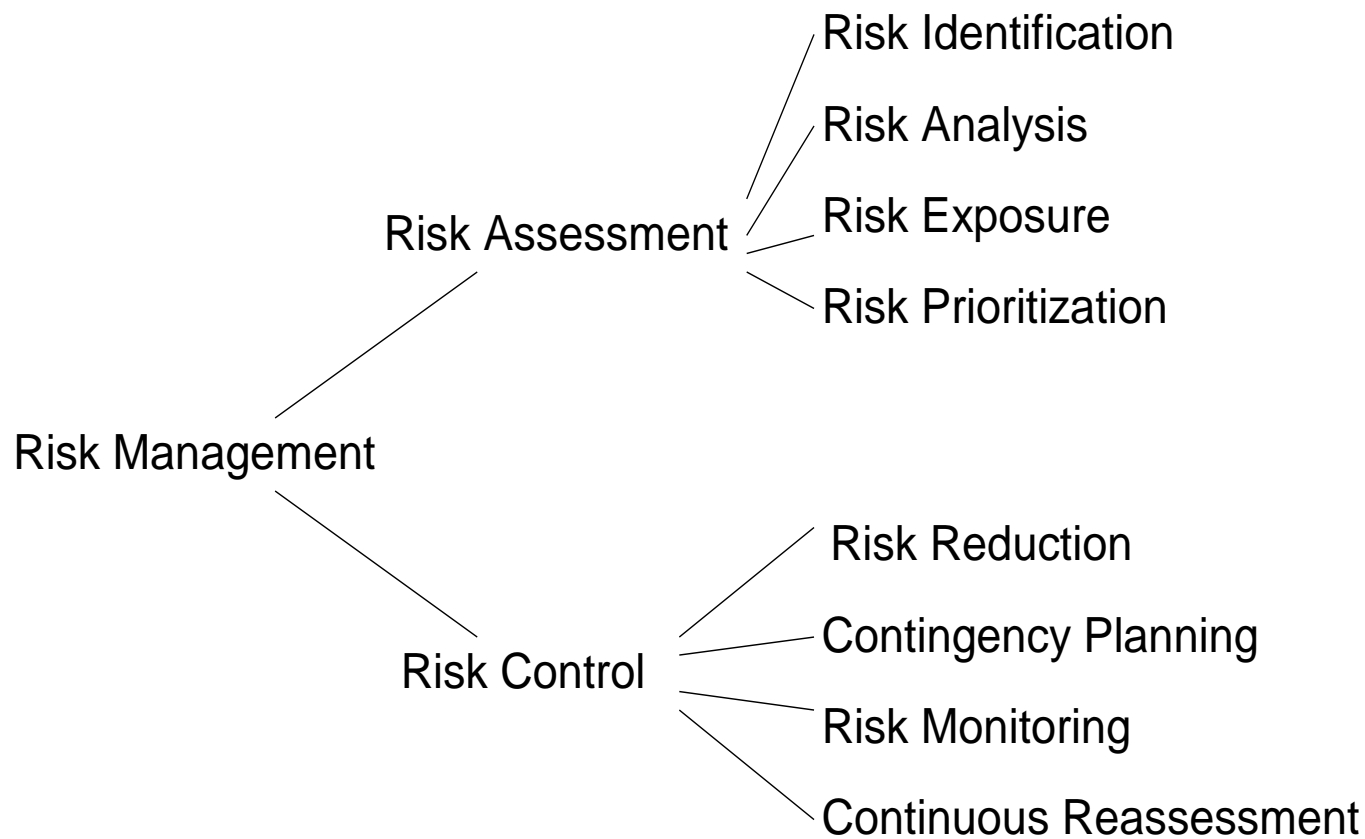 Risk Identification
Risk Analysis
Risk Exposure
Risk Assessment
Risk Prioritization
Risk Management
Risk Reduction
Contingency Planning
Risk Control
Risk Monitoring
Continuous Reassessment